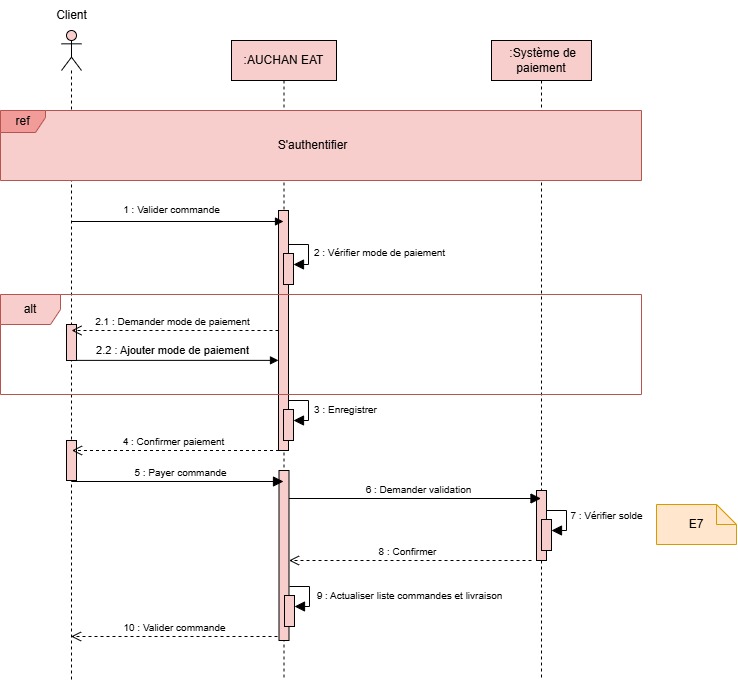 Client
:AUCHAN EAT
:Système de
paiement
ref
S'authentifier
1 : Valider commande
2 : Vérifier mode de paiement
alt
2.1 : Demander mode de paiement
2.2 : Ajouter mode de paiement
3 : Enregistrer
4 : Confirmer paiement
5 : Payer commande
6 : Demander validation
7 : Vérifier solde
E7
8 : Confirmer
9 : Actualiser liste commandes et livraison
10 : Valider commande